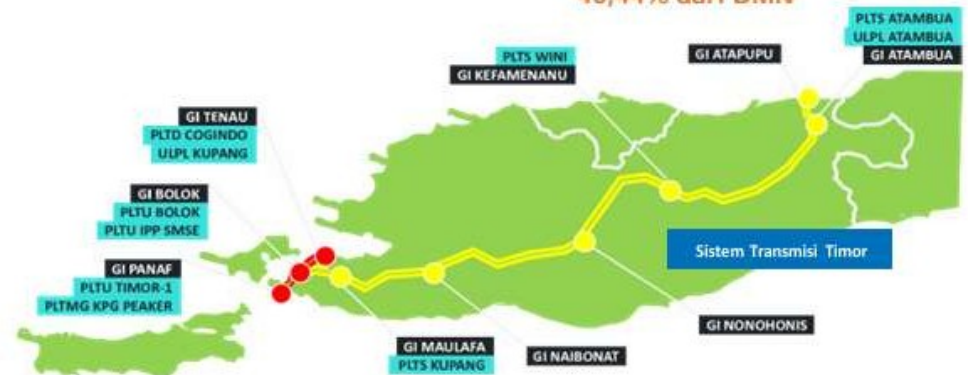 PLTS ATAMBUA
ULPL ATAMBUA
GI ATAMBUA
GI ATAPUPU
PLTS WINI
GI KEFAMENANU
GI TENAU
PLTD COGINDO
ULPL KUPANG
GI BOLOK
PLTU BOLOK
PLTU IPP SMSE
GI PANAF
PLTU TIMOR-1
PLTMG KPG PEAKER
Sistem Transmisi Timor
GI NONOHONIS
GI MAULAFA
PLTS KUPANG
GI NAIBONAT